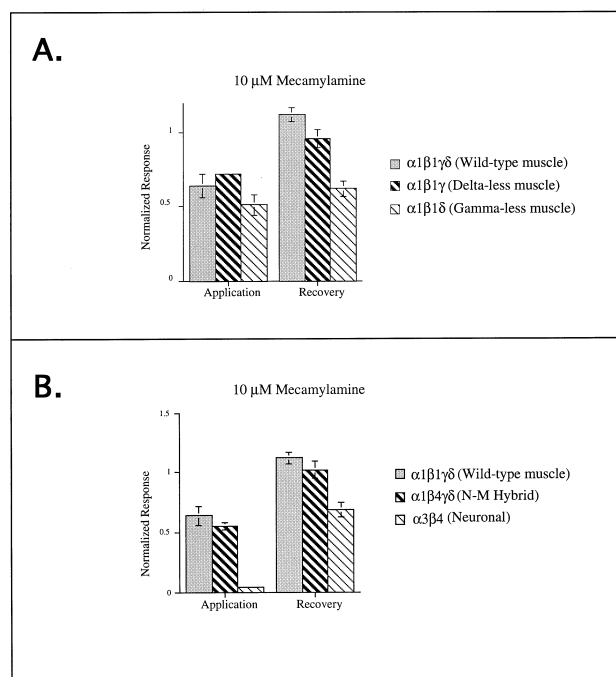 A.
10 μM Mecamylamine
Normalized Response
1
0.5
0
Application
Recovery
α1β1γδ (Wild-type muscle)
α1β1γ (Delta-less muscle)
α1β1δ (Gamma-less muscle)
B.
10 μM Mecamylamine
Normalized Response
1.5
1
0.5
0
Application
Recovery
α1β1γδ (Wild-type muscle)
α1β4γδ (N-M Hybrid)
α3β4 (Neuronal)